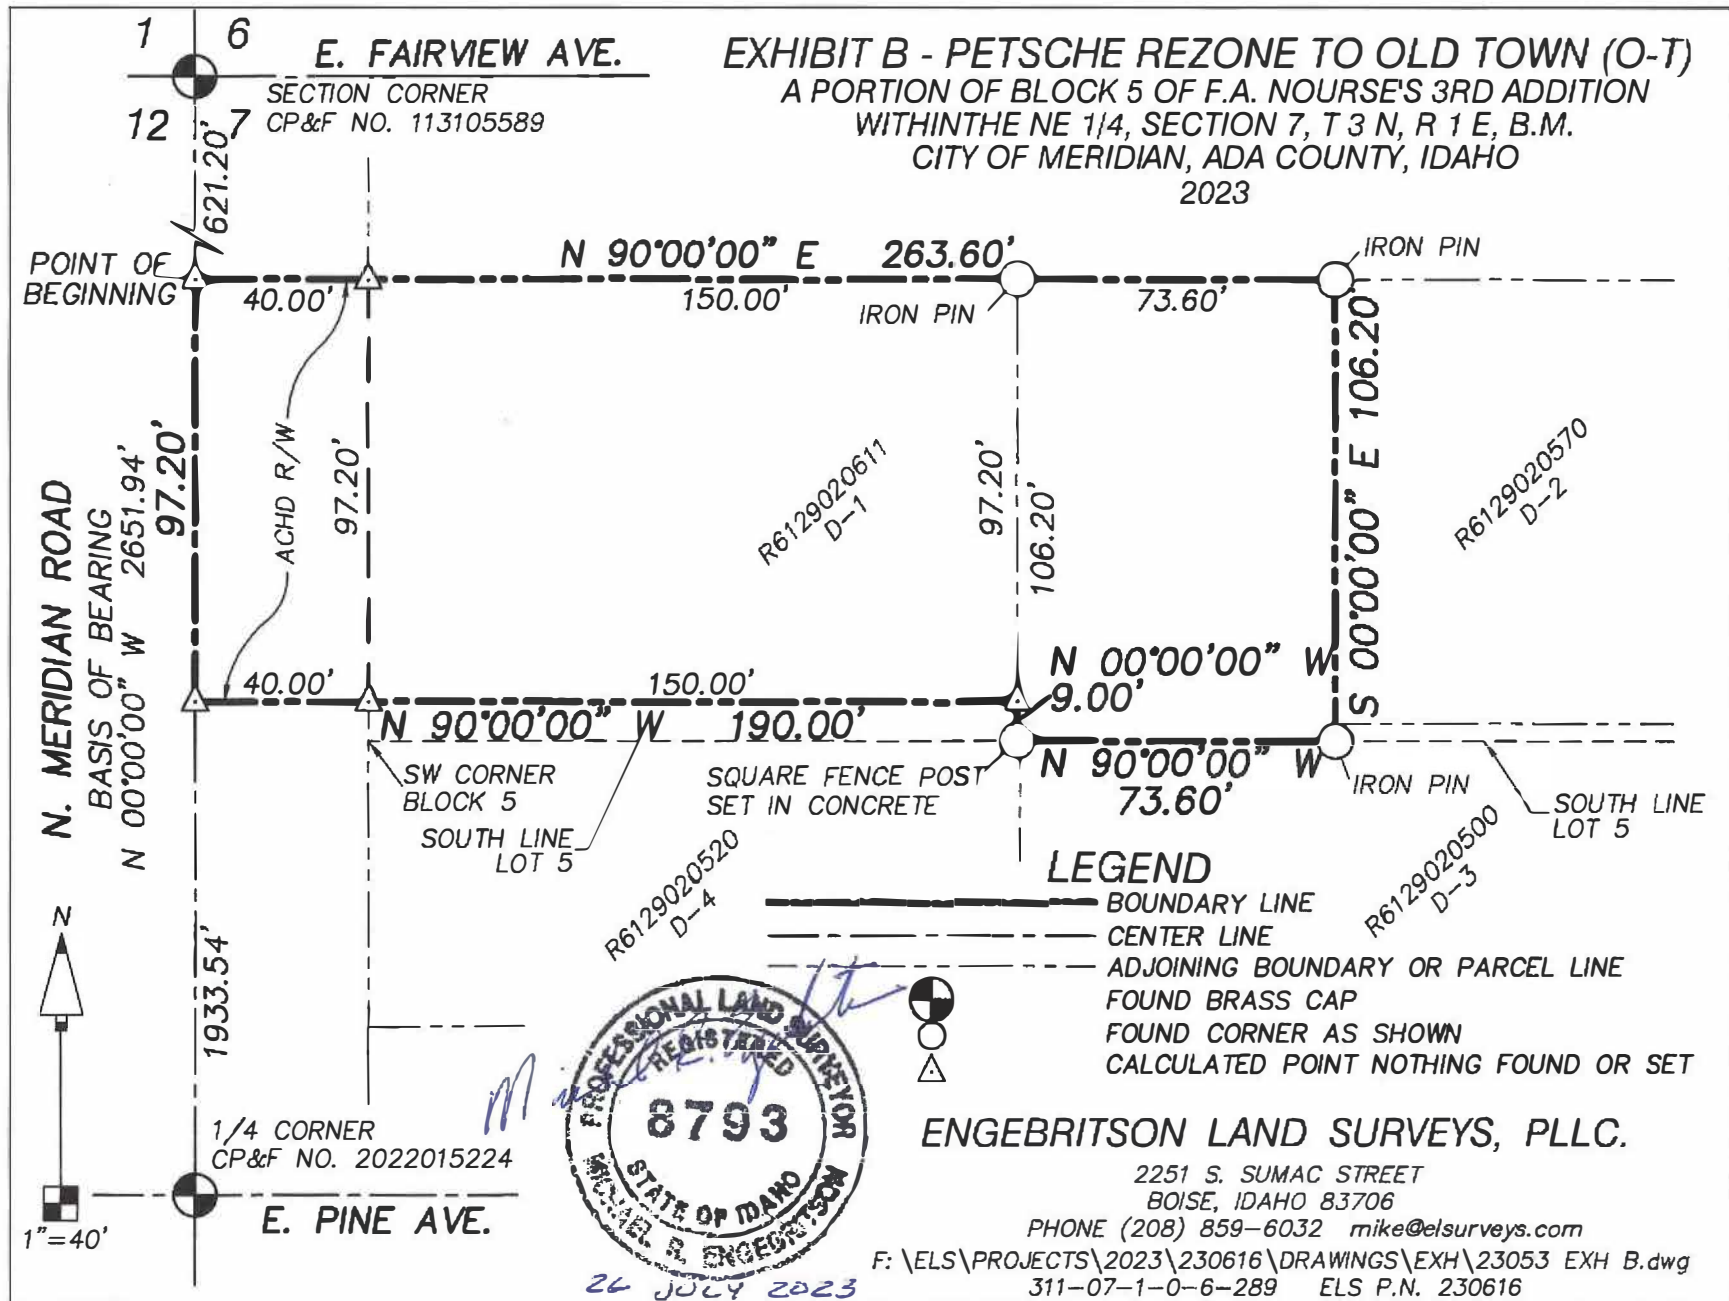 1 6
E. FAIRVIEW AVE.
SECTION CORNER
12 7 CP&F NO. 113105589
EXHIBIT B - PETSCHE REZONE TO OLD TOWN (O-T)
A PORTION OF BLOCK 5 OF F.A. NOURSE'S 3RD ADDITION
WITHINTHE NE 1/4, SECTION 7, T 3 N, R 1 E, B.M.
CITY OF MERIDIAN, ADA COUNTY, IDAHO
2023
621.20'
POINT OF
BEGINNING
N 90°00'00" E 263.60'
40.00'
150.00'
73.60'
IRON PIN
IRON PIN
S 00°00'00" E 106.20'
97.20'
ACHD R/W
97.20'
97.20'
106.20'
R6129020611
D-1
R6129020570
D-2
N. MERIDIAN ROAD
BASIS OF BEARING
N 00°00'00" W 2651.94'
40.00'
150.00'
N 90°00'00" W 190.00'
N 00°00'00" W
9.00'
N 90°00'00" W
73.60'
SW CORNER
BLOCK 5
SOUTH LINE
LOT 5
SQUARE FENCE POST
SET IN CONCRETE
IRON PIN
SOUTH LINE
LOT 5
R6129020520
D-4
R6129020500
D-3
N
1933.54'
1"=40'
1/4 CORNER
CP&F NO. 2022015224
E. PINE AVE.
LEGEND
BOUNDARY LINE
CENTER LINE
ADJOINING BOUNDARY OR PARCEL LINE
FOUND BRASS CAP
FOUND CORNER AS SHOWN
CALCULATED POINT NOTHING FOUND OR SET
PROFESSIONAL LAND SURVEYOR
REGISTERED
8793
STATE OF IDAHO
MICHAEL R. ENGEBRITSON
26 JULY 2023
ENGEBRITSON LAND SURVEYS, PLLC.
2251 S. SUMAC STREET
BOISE, IDAHO 83706
PHONE (208) 859-6032 mike@elsurveys.com
F:\ELS\PROJECTS\2023\230616\DRAWINGS\EXH\23053 EXH B.dwg
311-07-1-0-6-289 ELS P.N. 230616